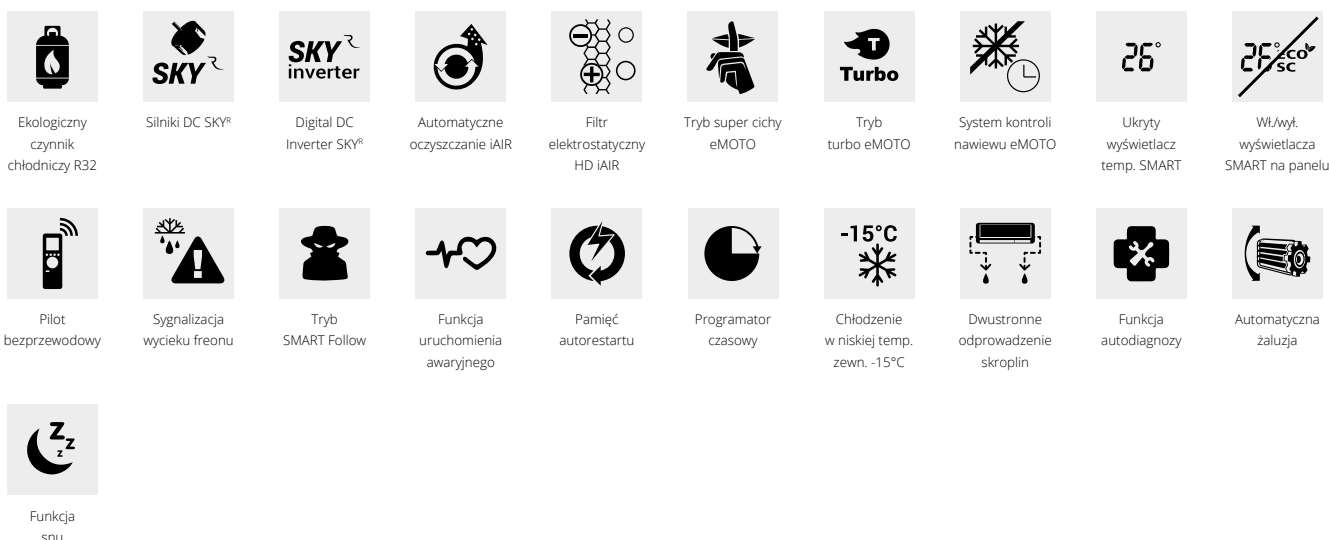 SKY R
Silniki DC SKYᴿ
SKY R
inverter
Digital DC
Inverter SKYᴿ
Ekologiczny
czynnik
chłodniczy R32
Automatyczne
oczyszczanie iAIR
Filtr
elektrostatyczny
HD iAIR
Tryb super cichy
eMOTO
T
Turbo
Tryb
turbo eMOTO
System kontroli
nawiewu eMOTO
26°
Ukryty
wyświetlacz
temp. SMART
26°
eco
SC
Wł./wył.
wyświetlacza
SMART na panelu
Pilot
bezprzewodowy
!
Sygnalizacja
wycieku freonu
Tryb
SMART Follow
Funkcja
uruchomienia
awaryjnego
Pamięć
autorestartu
Programator
czasowy
-15°C
Chłodzenie
w niskiej temp.
zewn. -15°C
Dwustronne
odprowadzenie
skroplin
Funkcja
autodiagnozy
Automatyczna
żaluzja
Z
Z
z
Funkcja
snu